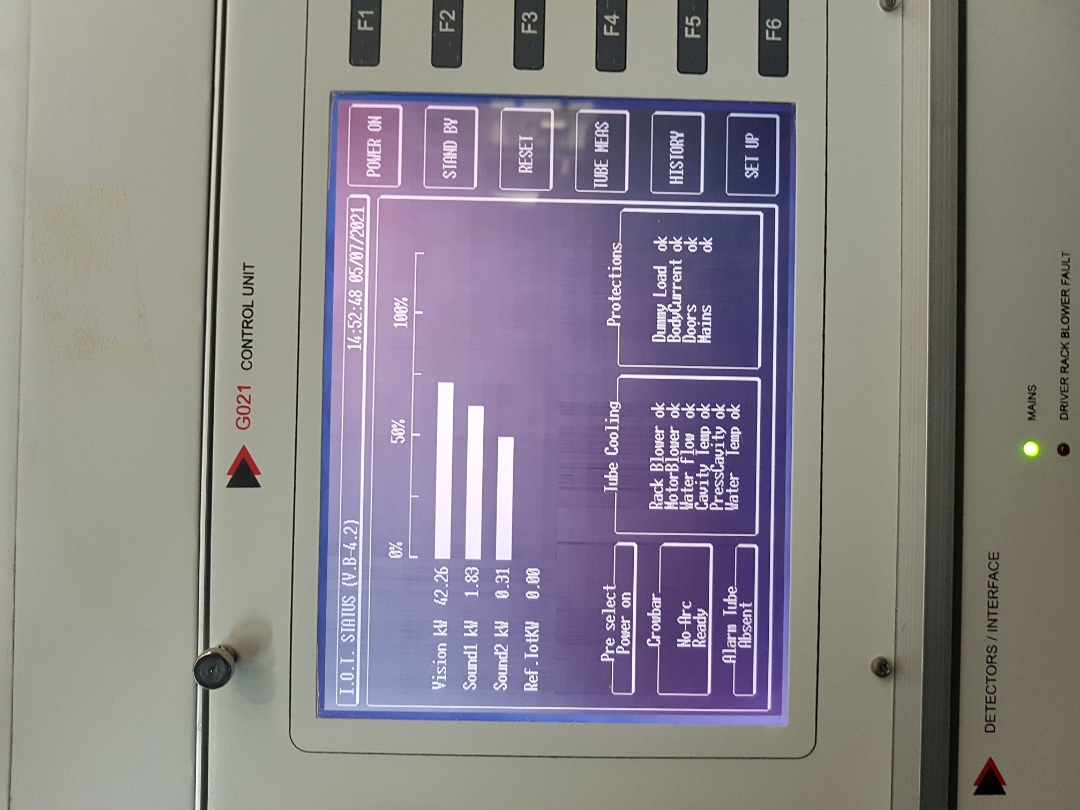 G021 CONTROL UNIT
I.O.T. STATUS (V.B-4.2) 14:52:48 05/07/2021
0% 50% 100%
Vision kW 42.26
Sound1 kW 1.83
Sound2 kW 0.31
Ref.TotKW 0.00
Pre select
Power on
Crowbar
No-Arc
Ready
Alarm Tube
Absent
Tube Cooling
Rack Blower ok
MotorBlower ok
Water flow ok
Cavity Temp ok
PressCavity ok
Water Temp ok
Protections
Dummy Load ok
BodyCurrent ok
Doors ok
Mains ok
POWER ON
STAND BY
RESET
TUBE MEAS
HISTORY
SET UP
F1
F2
F3
F4
F5
F6
DETECTORS / INTERFACE
MAINS
DRIVER RACK BLOWER FAULT